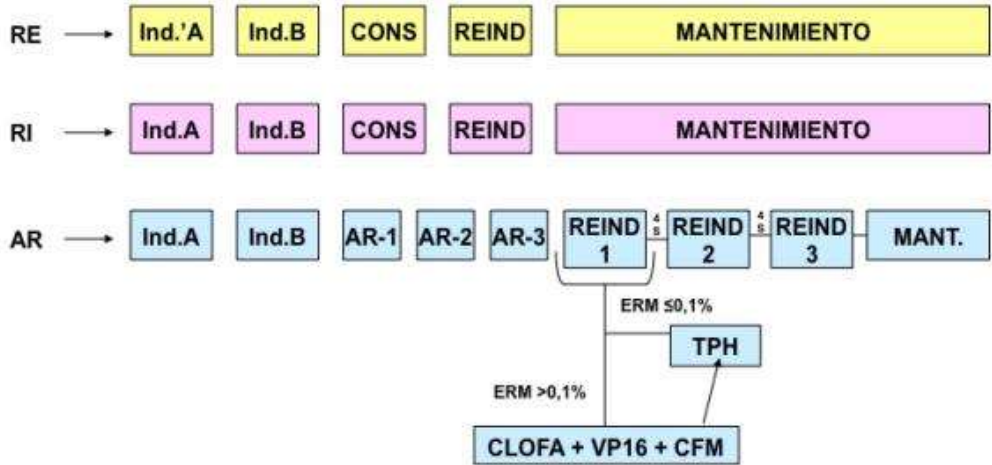 RE Ind.'A Ind.B CONS REIND MANTENIMIENTO
RI Ind.A Ind.B CONS REIND MANTENIMIENTO
AR Ind.A Ind.B AR-1 AR-2 AR-3 REIND 1 4 S REIND 2 4 S REIND 3 MANT.
ERM ≤0,1%
TPH
ERM >0,1%
CLOFA + VP16 + CFM